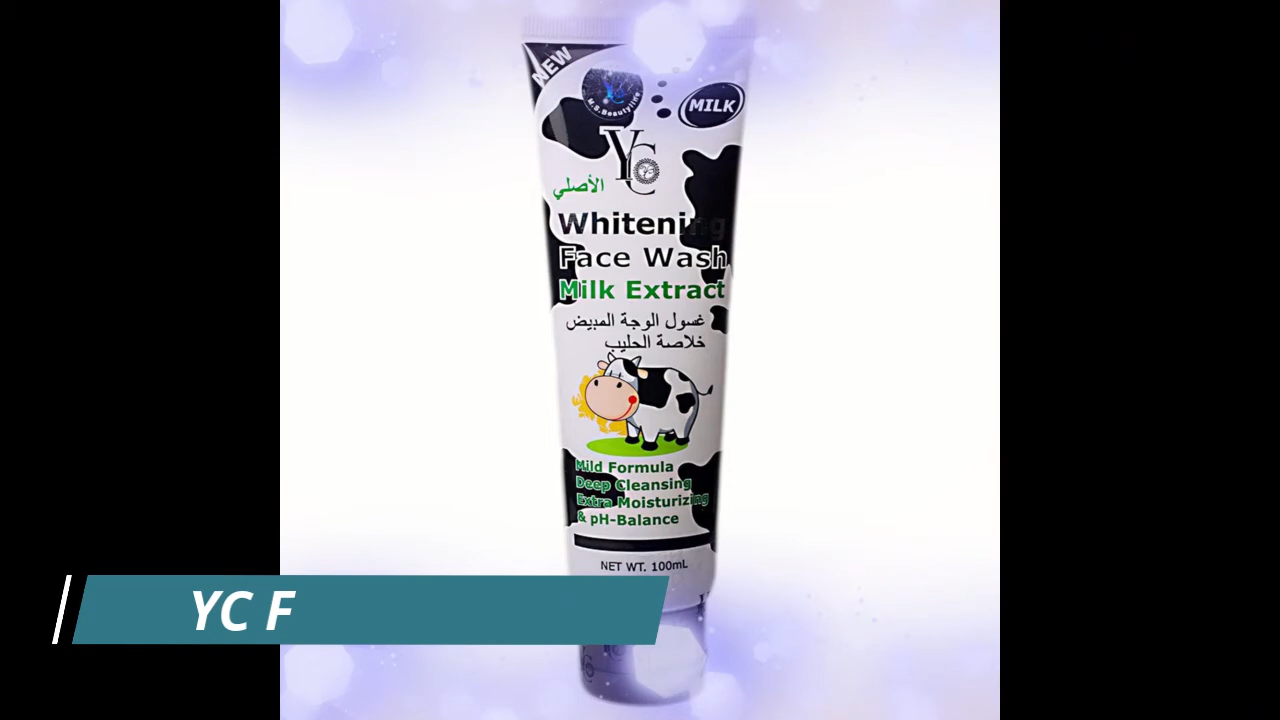 NEW
M.S.Beautylife
MILK
YC
الأصلي
Whitening
Face Wash
Milk Extract
غسول الوجة المبيض
خلاصة الحليب
Mild Formula
Deep Cleansing
Extra Moisturizing
& pH-Balance
NET WT. 100mL
YC F